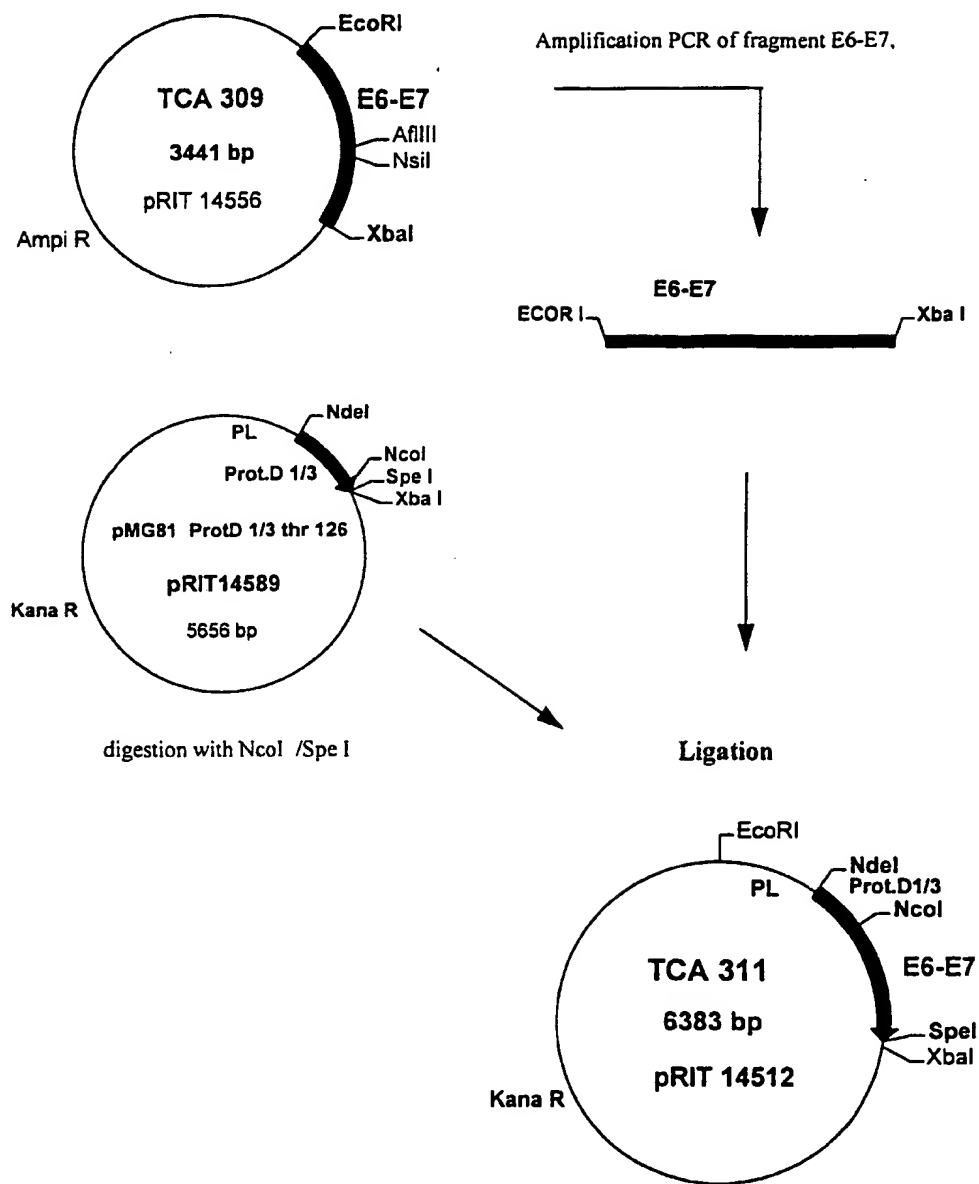 EcoRI
TCA 309
E6-E7
3441 bp
AflIII
NsiI
pRIT 14556
Ampi R
XbaI
Amplification PCR of fragment E6-E7.
E6-E7
ECOR I
Xba I
NdeI
PL
NcoI
Prot.D 1/3
Spe I
Xba I
pMG81 ProtD 1/3 thr 126
pRIT14589
Kana R
5656 bp
digestion with NcoI /Spe I
Ligation
EcoRI
NdeI
PL
Prot.D1/3
NcoI
TCA 311
E6-E7
6383 bp
SpeI
XbaI
pRIT 14512
Kana R